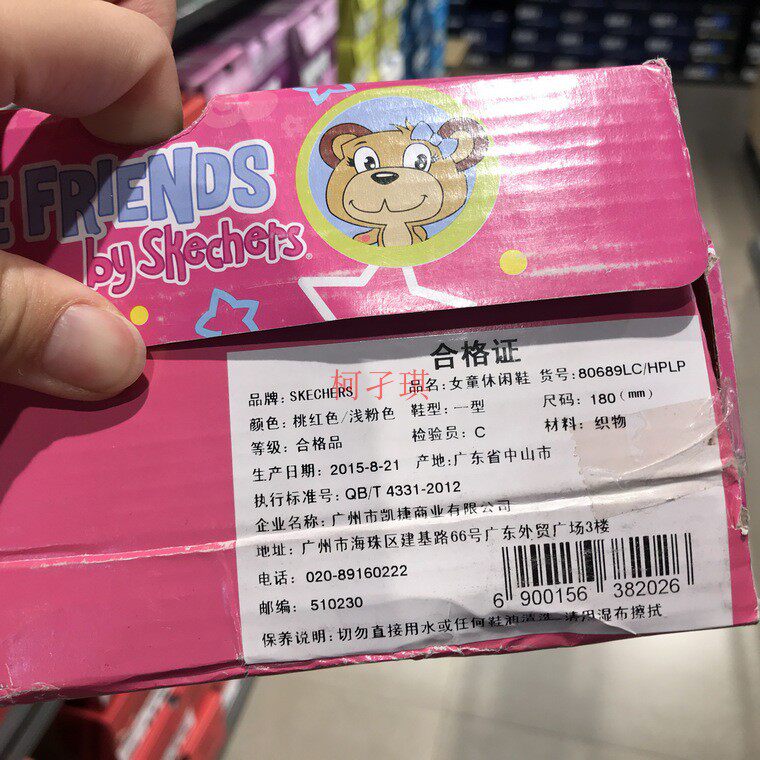 E FRIENDS
by Skechers
合格证
品牌: SKECHERS 品名: 女童休闲鞋 货号: 80689LC/HPLP
颜色: 桃红色/浅粉色 鞋型: 一型 尺码: 180(mm)
等级: 合格品 检验员: C 材料: 织物
生产日期: 2015-8-21 产地: 广东省中山市
执行标准号: QB/T 4331-2012
企业名称: 广州市凯捷商业有限公司
地址: 广州市海珠区建基路66号广东外贸广场3楼
电话: 020-89160222
邮编: 510230
6 900156 382026
保养说明: 切勿直接用水或任何鞋油清洗, 请用湿布擦拭
柯孑琪